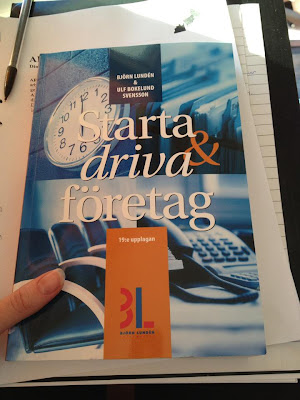 BJÖRN LUNDÉN
&
ULF BOKELUND
SVENSSON
Starta
& driva
företag
19:e upplagan
BL
BJÖRN LUNDÉN